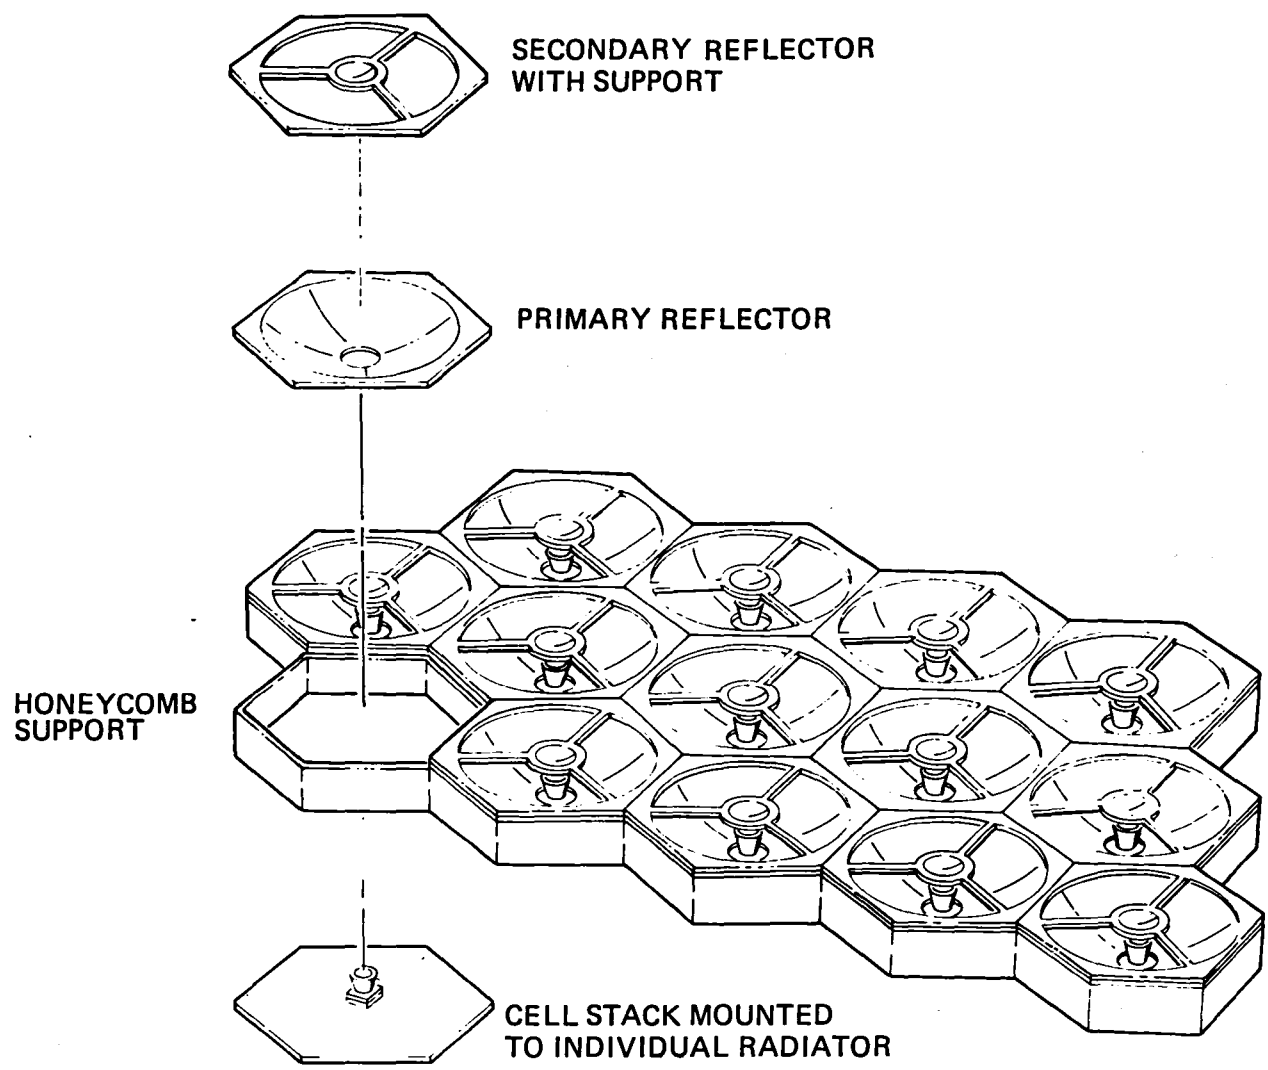 SECONDARY REFLECTOR
WITH SUPPORT
PRIMARY REFLECTOR
HONEYCOMB
SUPPORT
CELL STACK MOUNTED
TO INDIVIDUAL RADIATOR